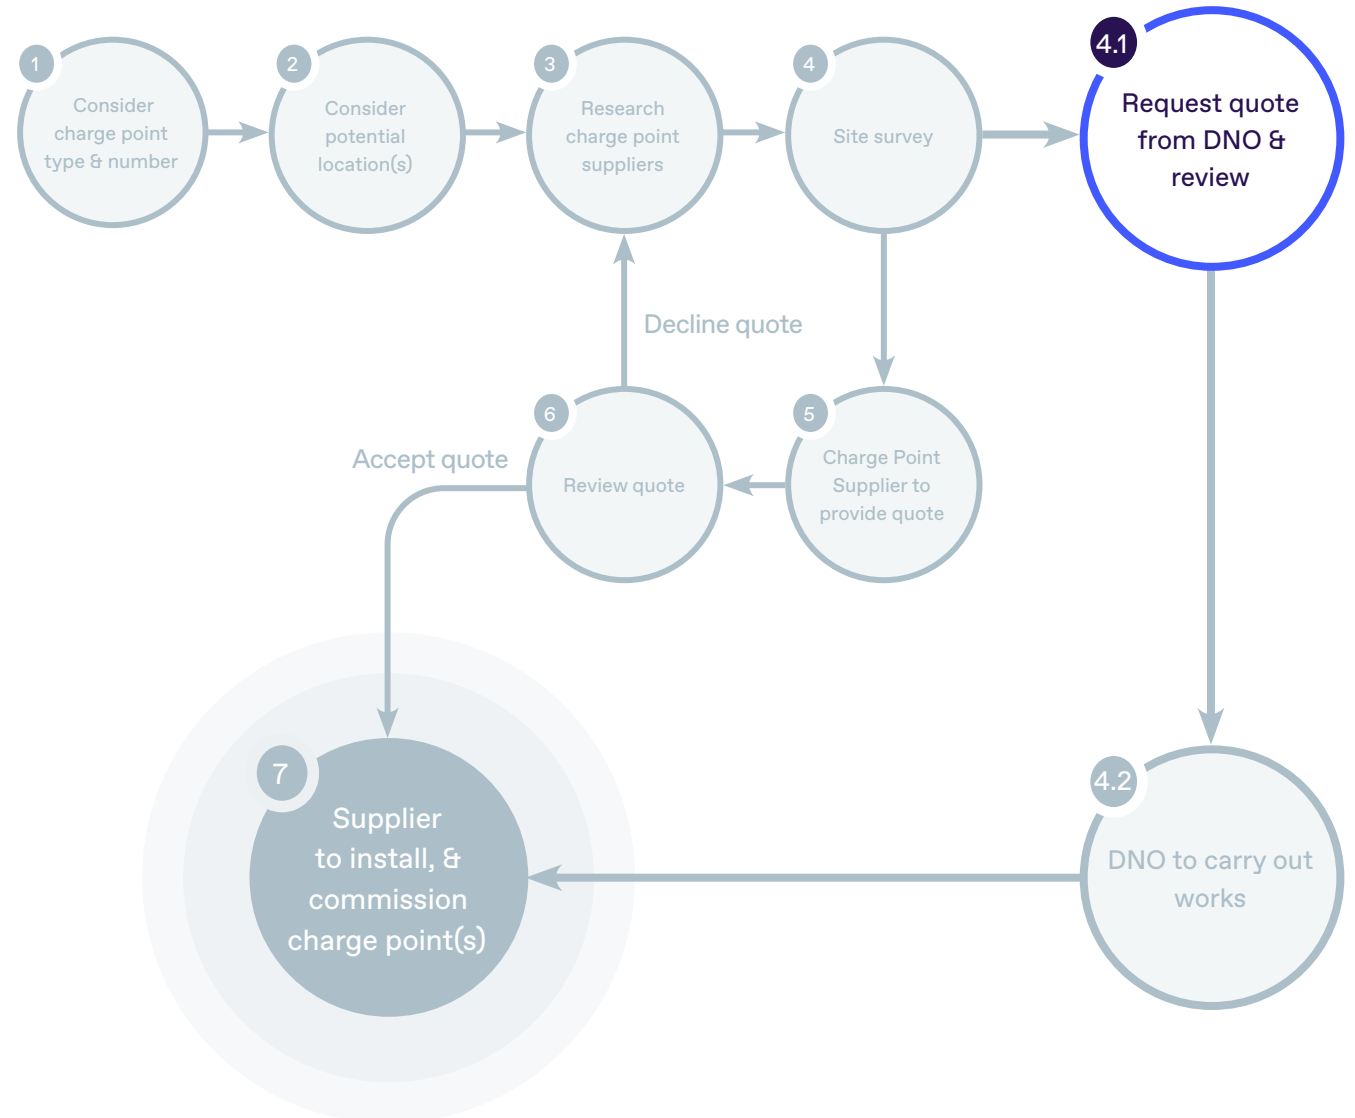 1
Consider
charge point
type & number
2
Consider
potential
location(s)
3
Research
charge point
suppliers
4
Site survey
4.1
Request quote
from DNO &
review
Decline quote
Accept quote
6
Review quote
5
Charge Point
Supplier to
provide quote
7
Supplier
to install, &
commission
charge point(s)
4.2
DNO to carry out
works